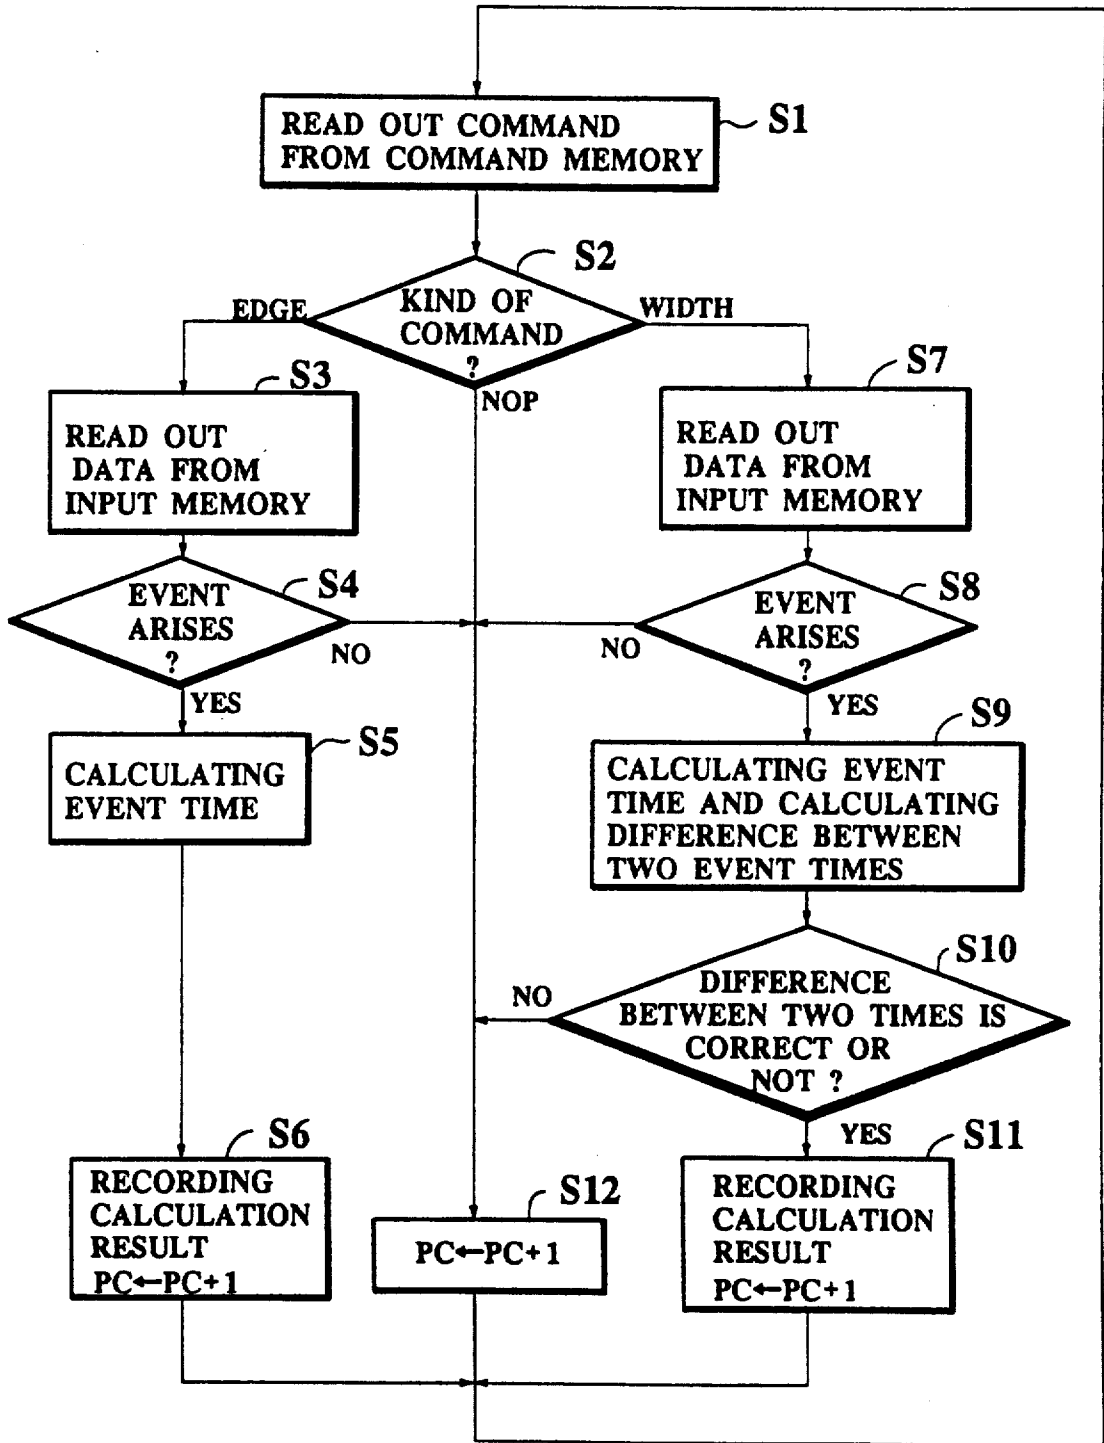 READ OUT COMMAND
FROM COMMAND MEMORY
S1
S2
KIND OF
COMMAND
?
EDGE
WIDTH
NOP
S3
READ OUT
DATA FROM
INPUT MEMORY
S7
READ OUT
DATA FROM
INPUT MEMORY
S4
EVENT
ARISES
?
NO
YES
S8
EVENT
ARISES
?
NO
YES
S5
CALCULATING
EVENT TIME
S9
CALCULATING EVENT
TIME AND CALCULATING
DIFFERENCE BETWEEN
TWO EVENT TIMES
S10
DIFFERENCE
BETWEEN TWO TIMES IS
CORRECT OR
NOT ?
NO
YES
S6
RECORDING
CALCULATION
RESULT
PC←PC+1
S12
PC←PC+1
S11
RECORDING
CALCULATION
RESULT
PC←PC+1